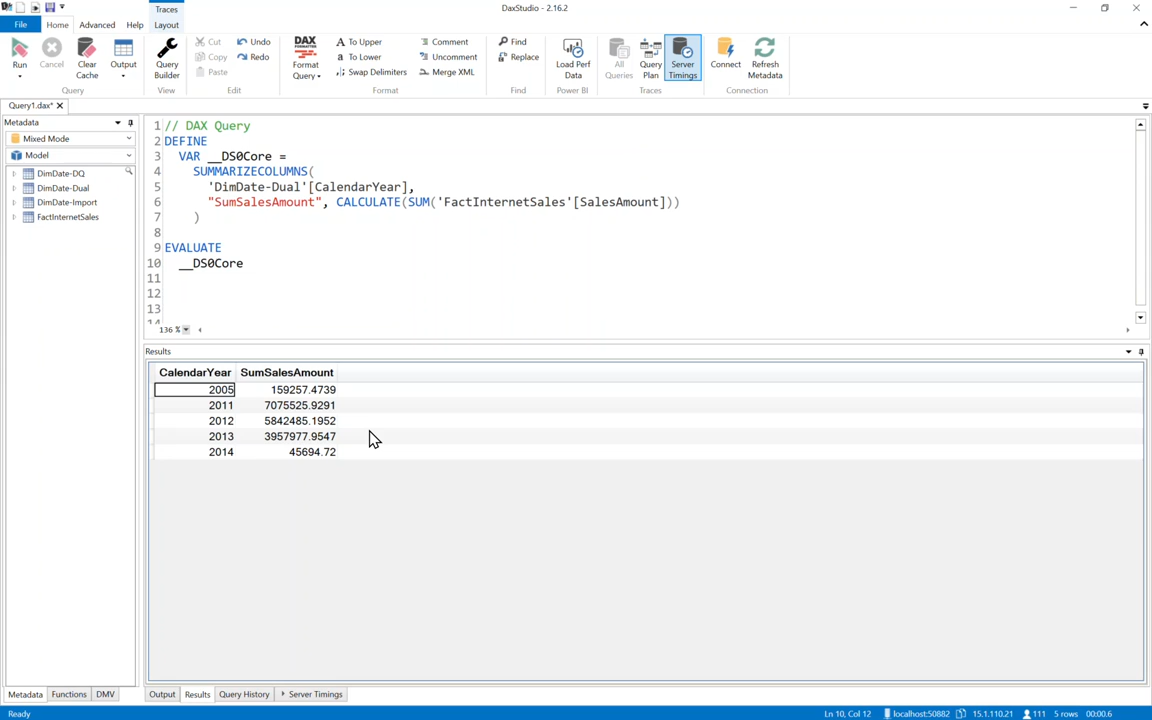 DaxStudio - 2.16.2
Traces
File Home Advanced Help Layout
Run
Cancel
Clear Cache
Output
Query
Query Builder
View
Cut
Copy
Paste
Undo
Redo
Edit
DAX FORMATTER
Format Query
To Upper
To Lower
Swap Delimiters
Comment
Uncomment
Merge XML
Format
Find
Replace
Find
Load Perf Data
Power BI
All Queries
Query Plan
Server Timings
Traces
Connect
Refresh Metadata
Connection
Query1.dax*
Metadata
Mixed Mode
Model
DimDate-DQ
DimDate-Dual
DimDate-Import
FactInternetSales
1 // DAX Query
2 DEFINE
3 VAR __DS0Core =
4 SUMMARIZECOLUMNS(
5 'DimDate-Dual'[CalendarYear],
6 "SumSalesAmount", CALCULATE(SUM('FactInternetSales'[SalesAmount]))
7 )
8
9 EVALUATE
10 __DS0Core
11
12
13
14
136 %
Results
CalendarYear SumSalesAmount
2005 159257.4739
2011 7075525.9291
2012 5842485.1952
2013 3957977.9547
2014 45694.72
Metadata Functions DMV
Output Results Query History Server Timings
Ready Ln 10, Col 12 localhost:50882 15.1.110.21 111 5 rows 00:00.6